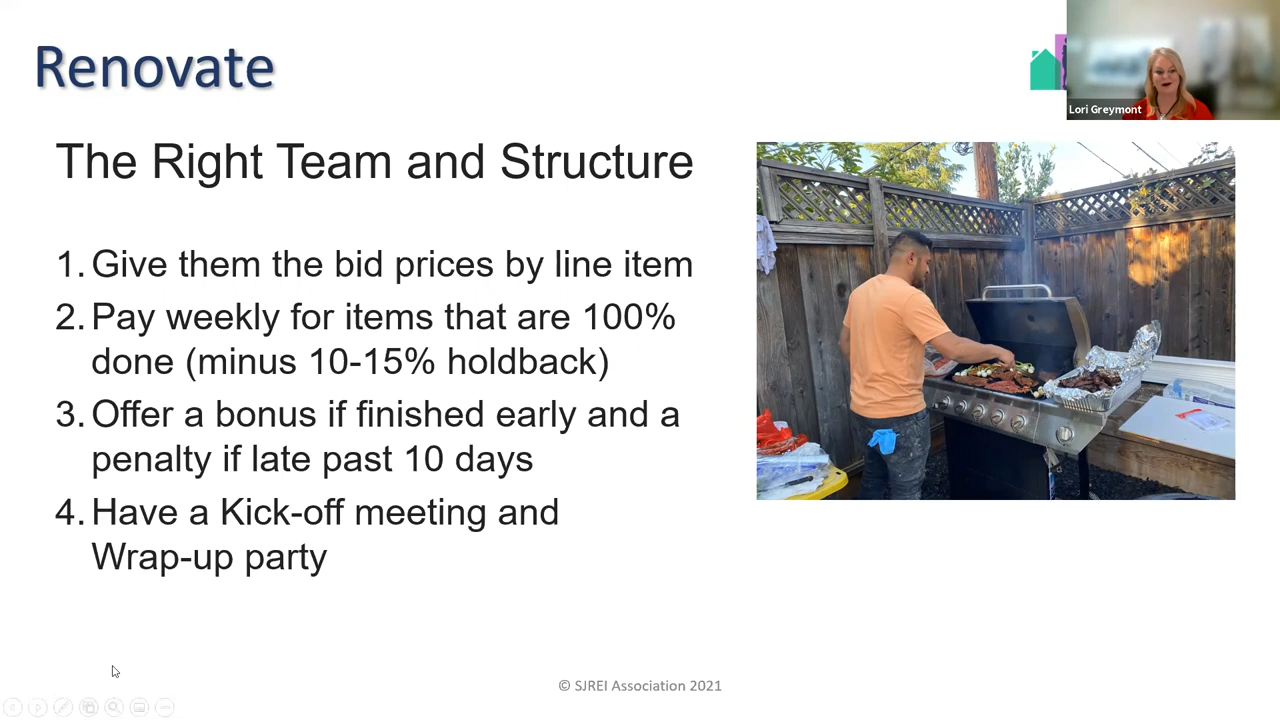 Renovate
Lori Greymont
The Right Team and Structure
1. Give them the bid prices by line item
2. Pay weekly for items that are 100%
done (minus 10-15% holdback)
3. Offer a bonus if finished early and a
penalty if late past 10 days
4. Have a Kick-off meeting and
Wrap-up party
© SJREI Association 2021